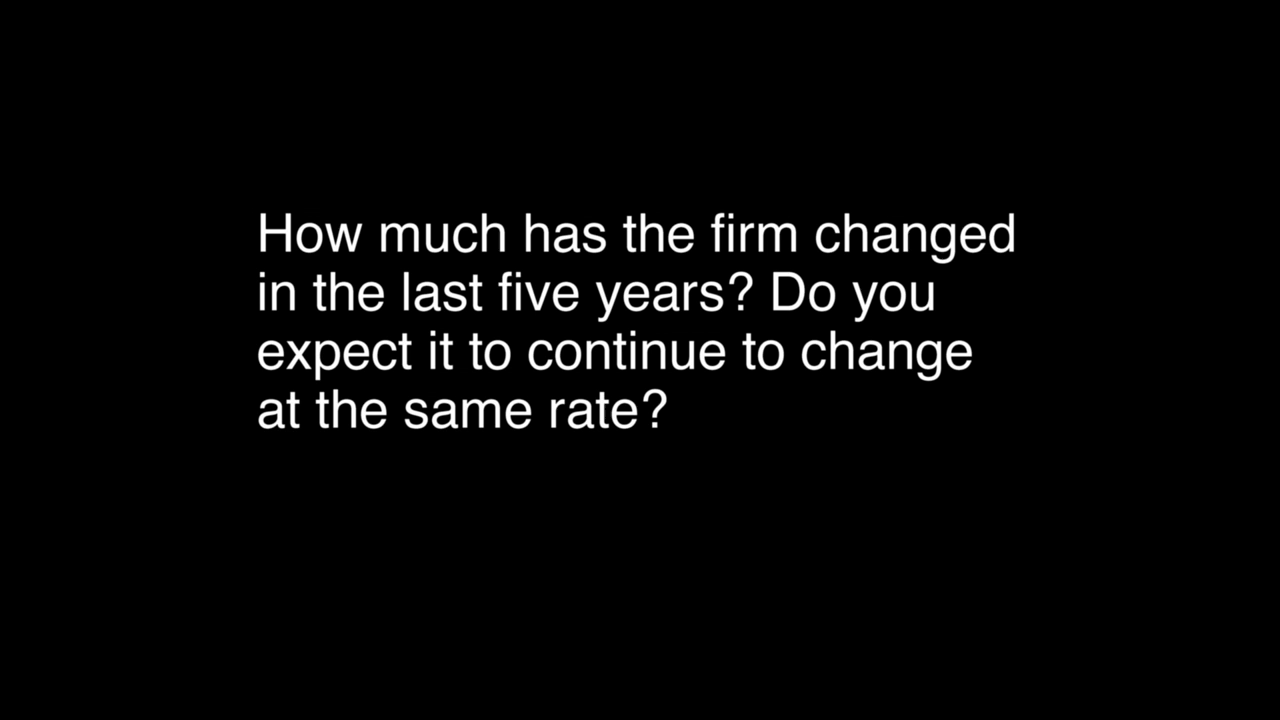 How much has the firm changed
in the last five years? Do you
expect it to continue to change
at the same rate?